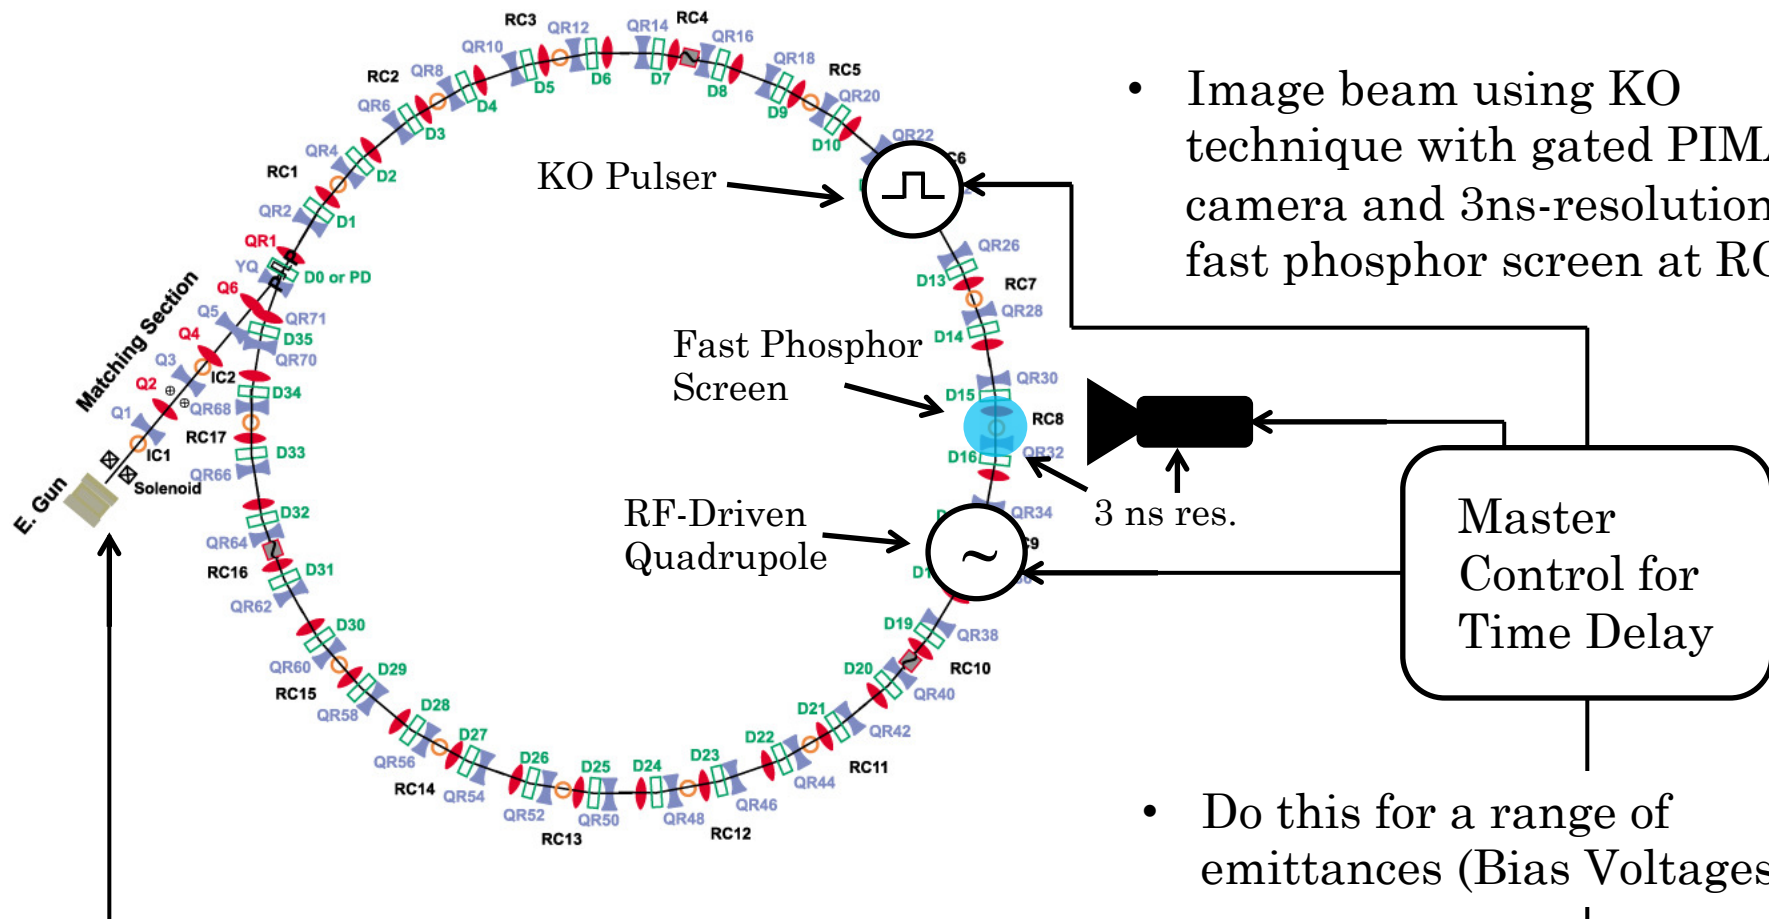 • Image beam using KO
technique with gated
camera and 3ns-resolution
fast phosphor screen at
KO Pulser
Fast Phosphor
Screen
RF-Driven
Quadrupole
3 ns res.
Master
Control for
Time Delay
• Do this for a range of
emittances (Bias Voltages
Matching Section
E. Gun
Solenoid
IC1
Q1
Q2
Q3
IC2
Q4
Q5
Q6
YQ
QR1
D0 or PD
QR2
D1
RC1
QR4
D2
QR6
D3
RC2
QR8
D4
QR10
D5
RC3
QR12
D6
QR14
D7
RC4
QR16
D8
QR18
D9
RC5
QR20
D10
QR22
QR26
D13
RC7
QR28
D14
QR30
D15
RC8
QR32
D16
QR34
D19
QR38
RC10
D20
QR40
D21
QR42
RC11
D22
QR44
D23
QR46
RC12
D24
QR48
D25
QR50
RC13
D26
QR52
D27
QR54
RC14
D28
QR56
D29
QR58
RC15
D30
QR60
D31
QR62
RC16
D32
QR64
D33
QR66
RC17
D34
QR68
D35
QR70
QR71